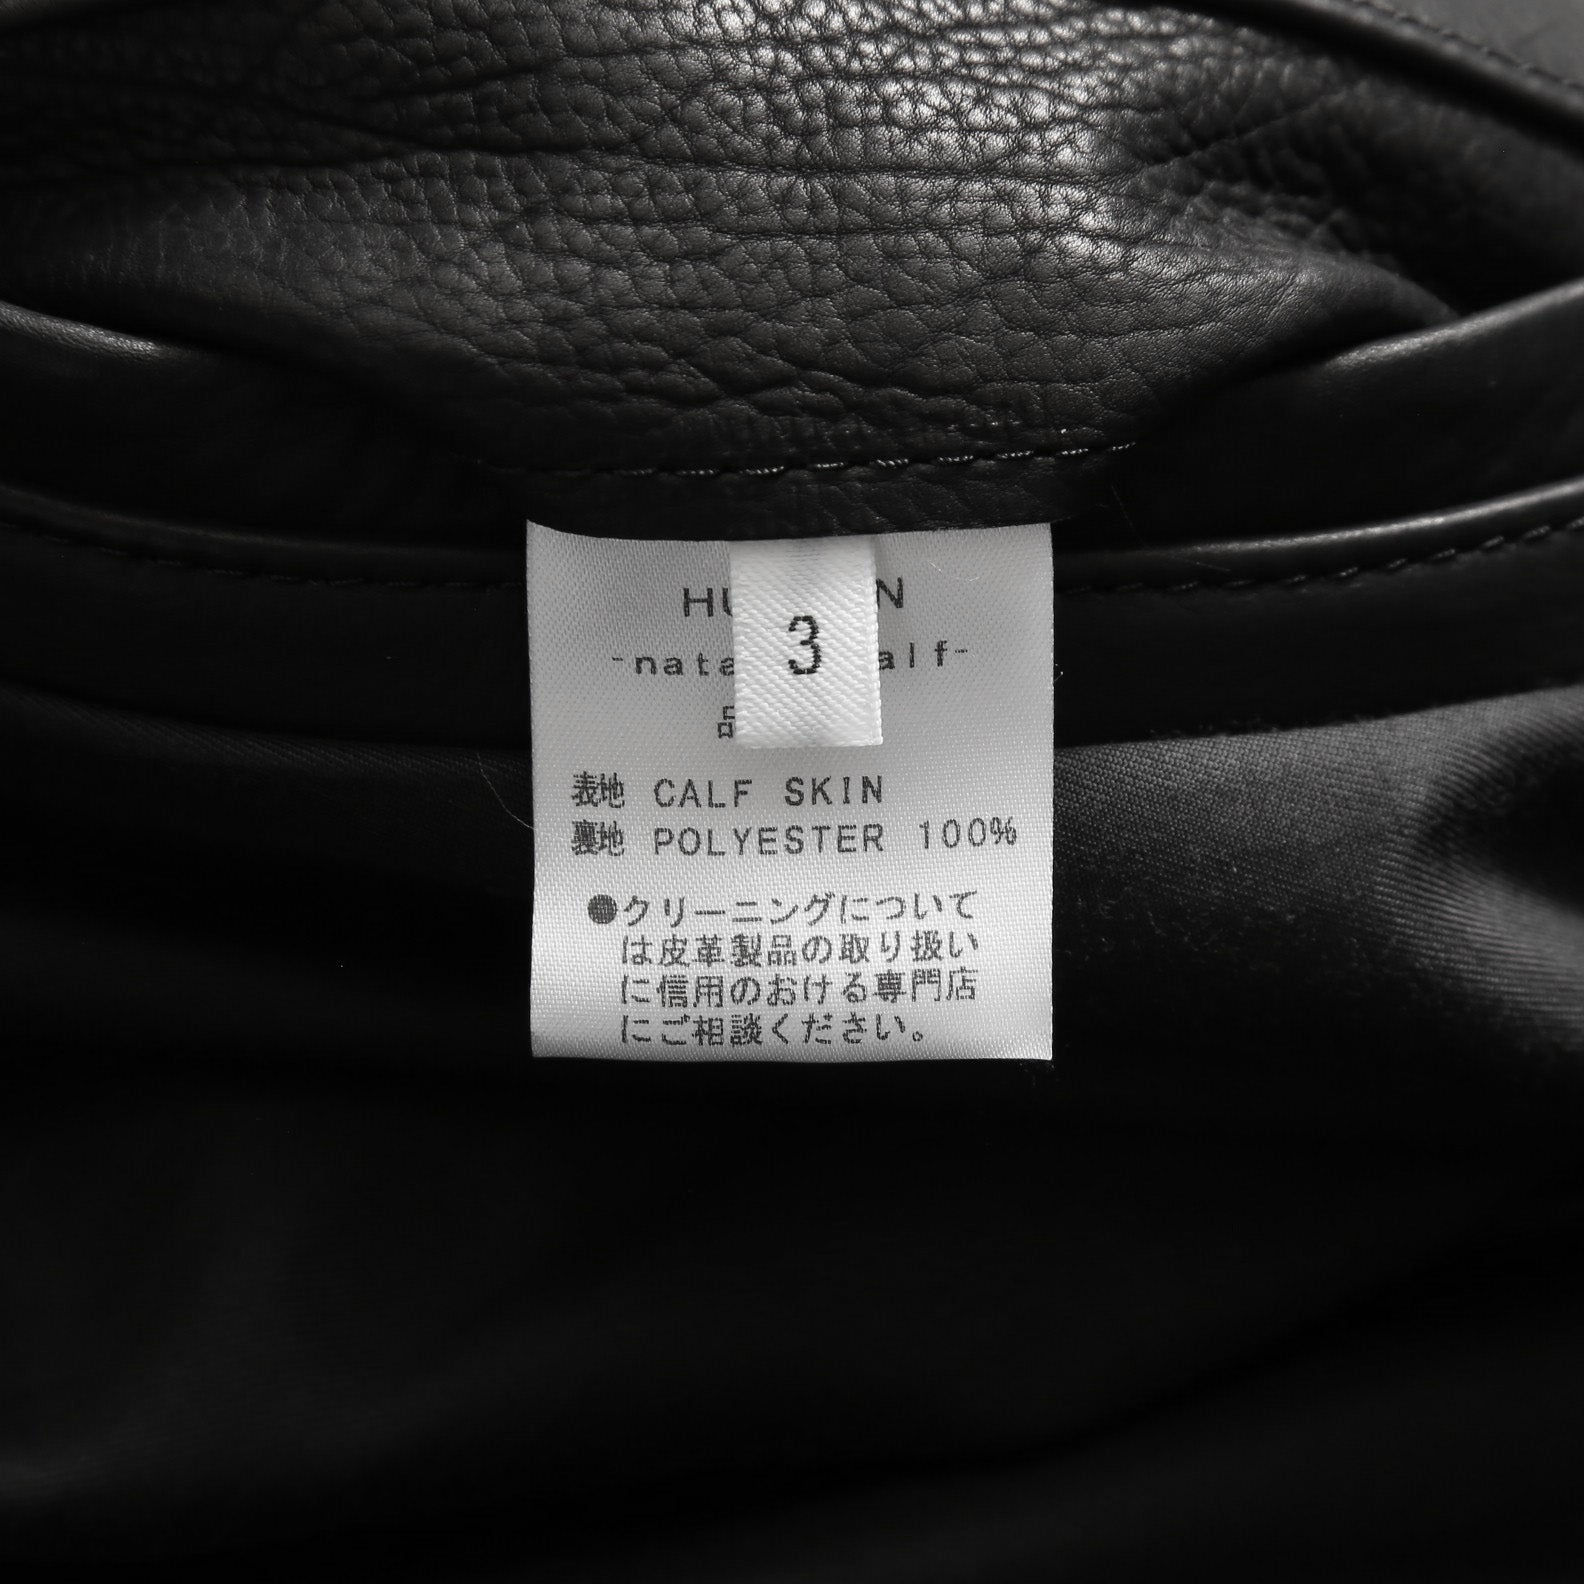 3
表地 CALF SKIN
裏地 POLYESTER 100%
●クリーニングについて
は皮革製品の取り扱い
に信用のおける専門店
にご相談ください。